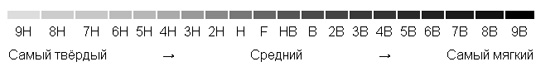 9H 8H 7H 6H 5H 4H 3H 2H H F HB B 2B 3B 4B 5B 6B 7B 8B 9B
Самый твёрдый → Средний → Самый мягкий